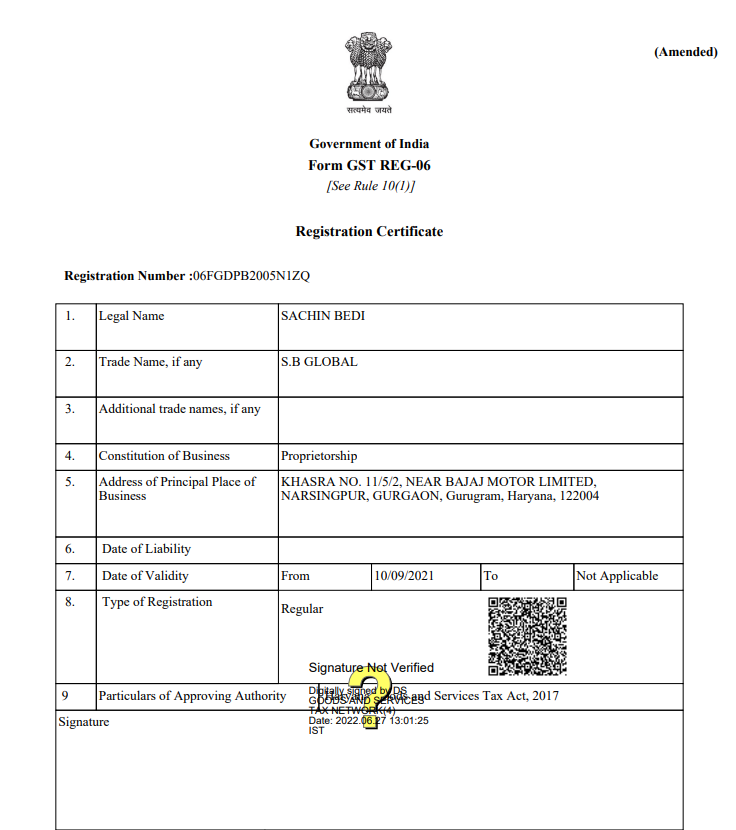 (Amended)
सत्यमेव जयते
Government of India
Form GST REG-06
[See Rule 10(1)]
Registration Certificate
Registration Number :06FGDPB2005N1ZQ
1. Legal Name SACHIN BEDI
2. Trade Name, if any S.B GLOBAL
3. Additional trade names, if any
4. Constitution of Business Proprietorship
5. Address of Principal Place of KHASRA NO. 11/5/2, NEAR BAJAJ MOTOR LIMITED,
Business NARSINGPUR, GURGAON, Gurugram, Haryana, 122004
6. Date of Liability
7. Date of Validity From 10/09/2021 To Not Applicable
8. Type of Registration Regular
Signature Not Verified
Digitally signed by DS
GOODS AND SERVICES
TAX NETWORK(4)
Date: 2022.06.27 13:01:25
IST
9 Particulars of Approving Authority and Services Tax Act, 2017
Signature